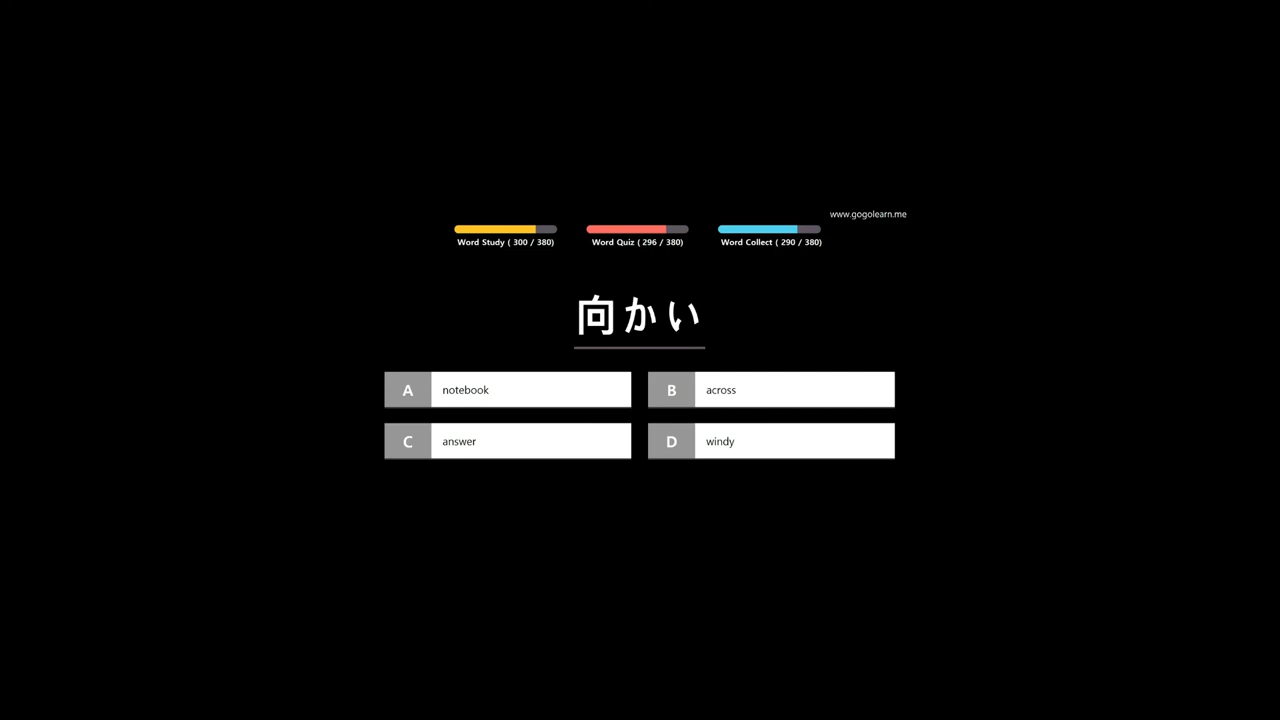 www.gogolearn.me
Word Study ( 300 / 380)
Word Quiz ( 296 / 380)
Word Collect ( 290 / 380)
向かい
A notebook
B across
C answer
D windy